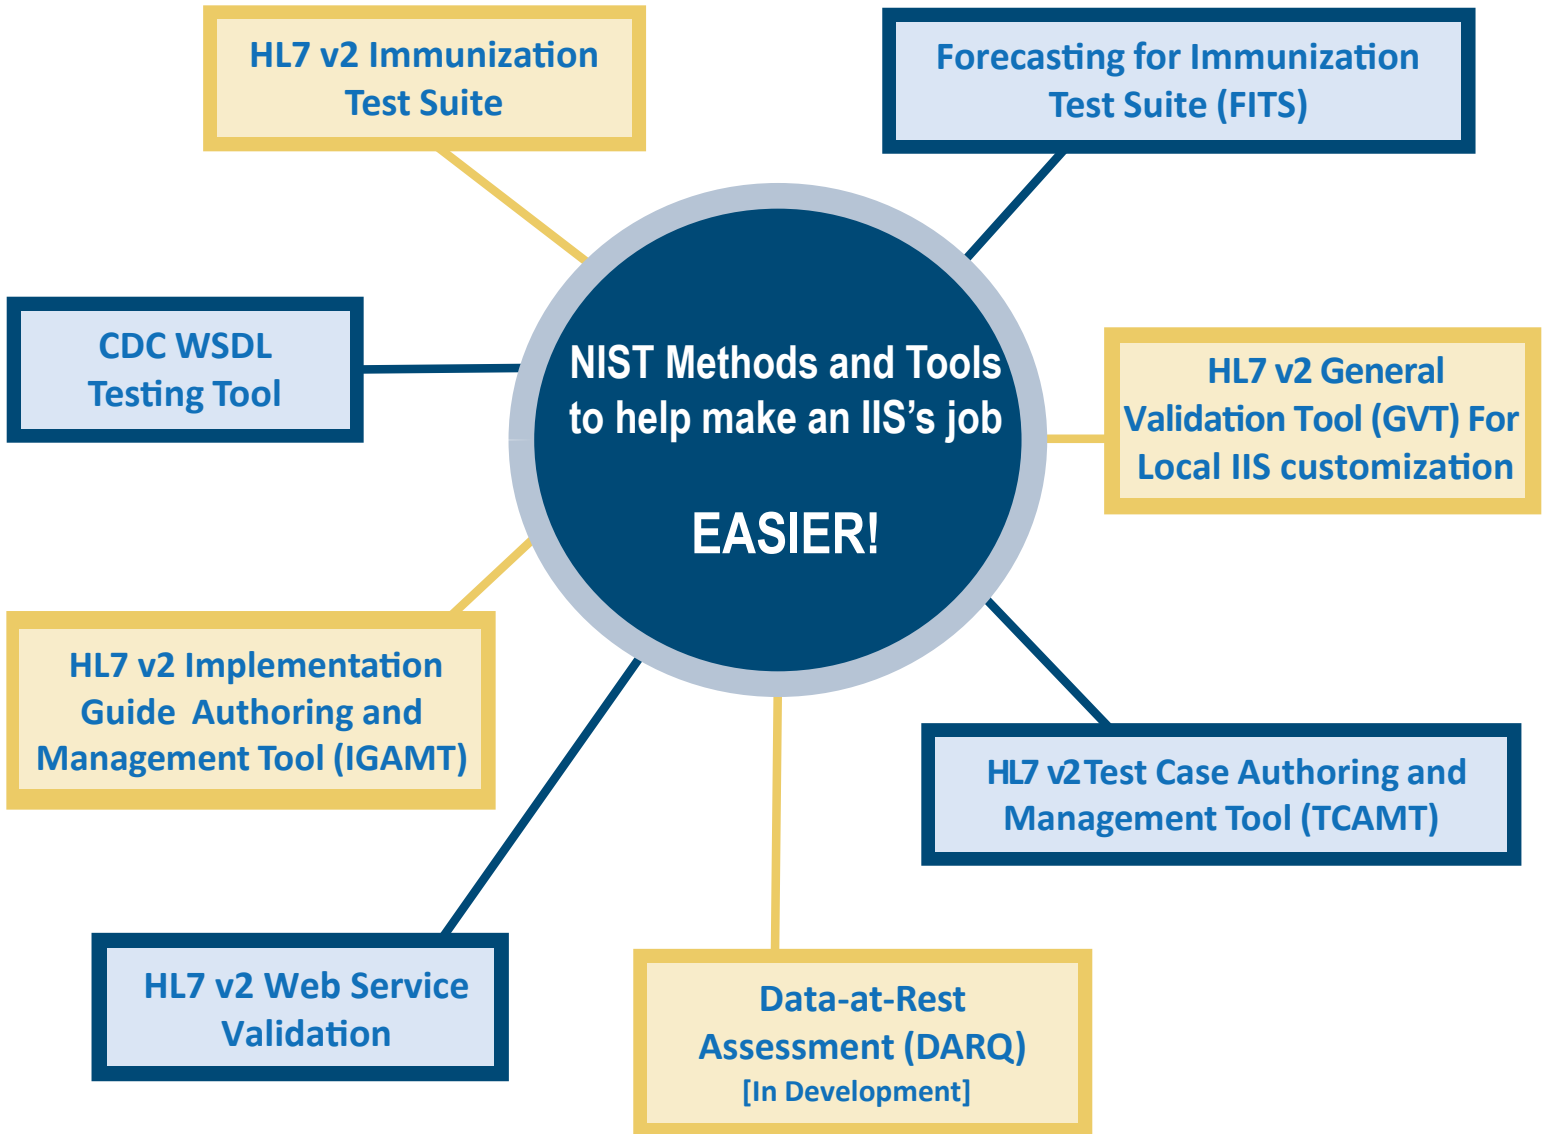 HL7 v2 Immunization
Test Suite
Forecasting for Immunization
Test Suite (FITS)
CDC WSDL
Testing Tool
NIST Methods and Tools
to help make an IIS's job
EASIER!
HL7 v2 General
Validation Tool (GVT) For
Local IIS customization
HL7 v2 Implementation
Guide Authoring and
Management Tool (IGAMT)
HL7 v2 Test Case Authoring and
Management Tool (TCAMT)
HL7 v2 Web Service
Validation
Data-at-Rest
Assessment (DARQ)
[In Development]